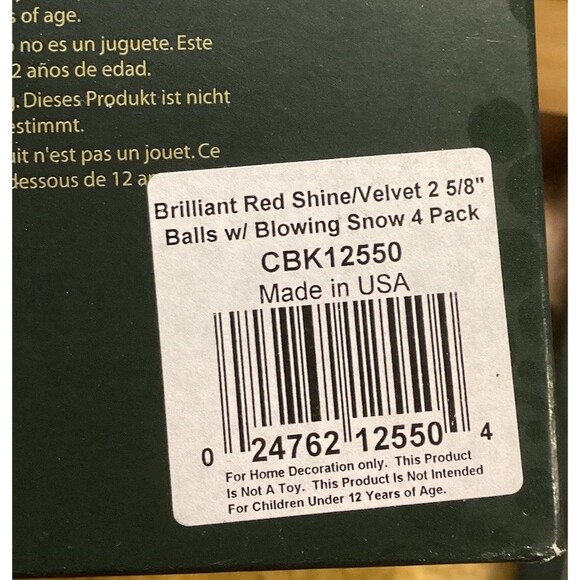 s of age.
no es un juguete. Este
2 años de edad.
. Dieses Produkt ist nicht
estimmt.
uit n'est pas un jouet. Ce
dessous de 12 an
Brilliant Red Shine/Velvet 2 5/8"
Balls w/ Blowing Snow 4 Pack
CBK12550
Made in USA
0 24762 12550 4
For Home Decoration only. This Product
Is Not A Toy. This Product Is Not Intended
For Children Under 12 Years of Age.